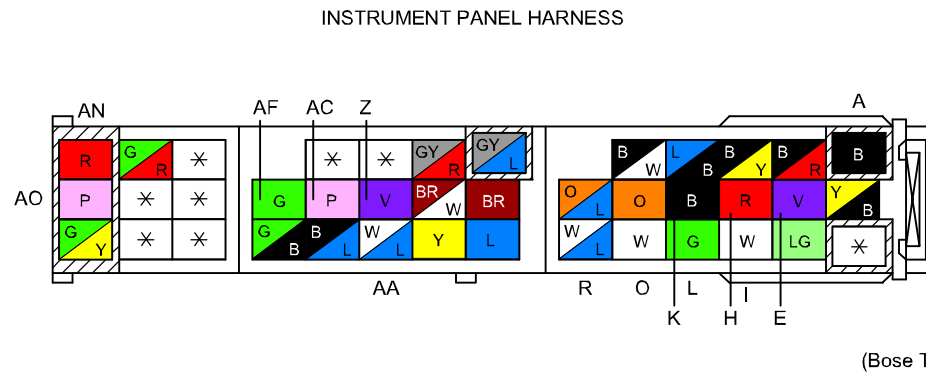 INSTRUMENT PANEL HARNESS
AN AF AC Z A
R G R * * * GY R GY L B W L B B Y B R B
AO P * * G P V BR W BR O L O B R V Y B
G Y * * G B B L W L Y L W L W G W LG *
AA R O L I
K H E
(Bose T